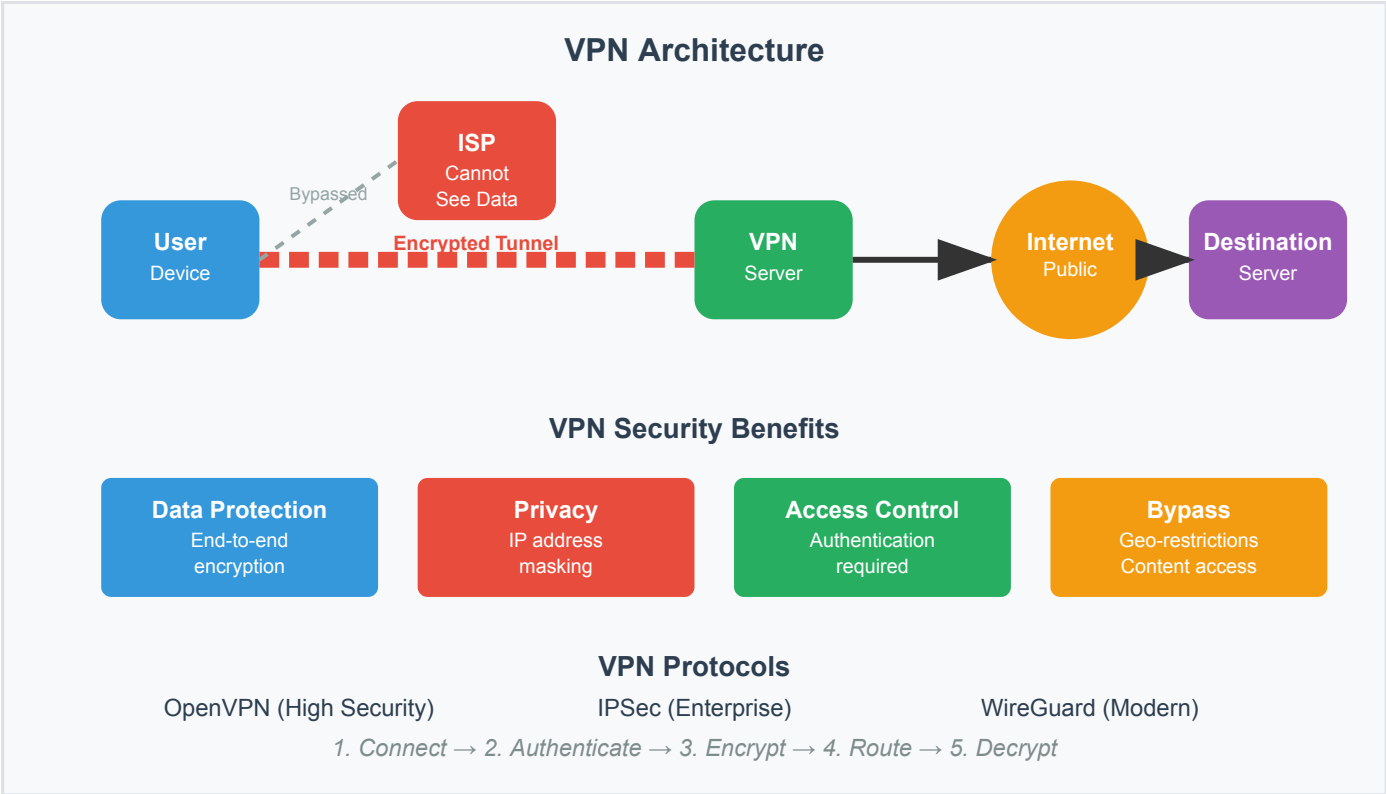 VPN Architecture
ISP
Cannot
See Data
Bypassed
Encrypted Tunnel
User
Device
VPN
Server
Internet
Public
Destination
Server
VPN Security Benefits
Data Protection
End-to-end
encryption
Privacy
IP address
masking
Access Control
Authentication
required
Bypass
Geo-restrictions
Content access
VPN Protocols
OpenVPN (High Security)
IPSec (Enterprise)
WireGuard (Modern)
1. Connect → 2. Authenticate → 3. Encrypt → 4. Route → 5. Decrypt